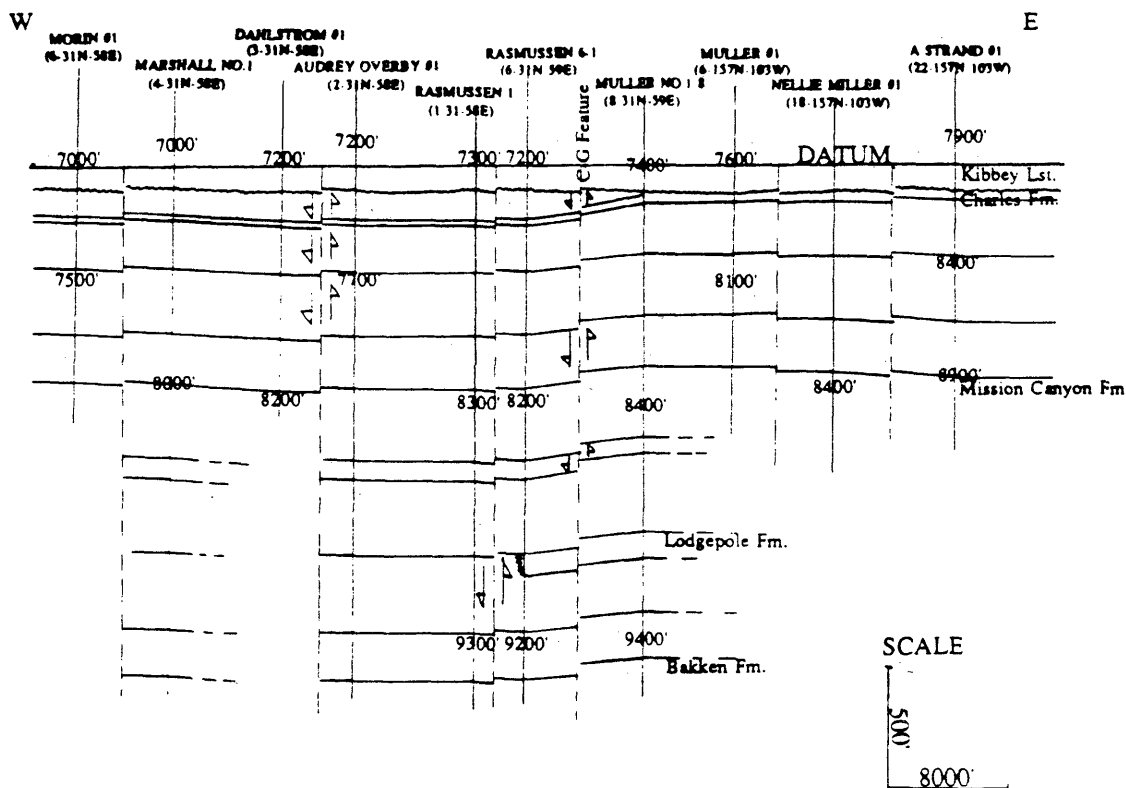 W
E
MORIN #1
(6-31N-58E)
MARSHALL NO.1
(4-31N-58E)
DAHLSTROM #1
(3-31N-58E)
AUDREY OVERBY #1
(2-31N-58E)
RASMUSSEN 1
(1-31-58E)
RASMUSSEN 6-1
(6-31N-59E)
C-G Feature
MULLER NO 1-8
(8-31N-59E)
MULLER #1
(6-157N-103W)
NELLIE MILLER #1
(18-157N-103W)
A STRAND #1
(22-157N-103W)
7000' 7000' 7200' 7200' 7300' 7200' 7400' 7600' DATUM 7900'
Kibbey Lst.
Charles Fm.
7500' 7700' 8100' 8400'
8000' 8200' 8300' 8200' 8400' 8400' 8900'
Mission Canyon Fm
Lodgepole Fm.
9300' 9200' 9400'
Bakken Fm.
SCALE
500'
8000'